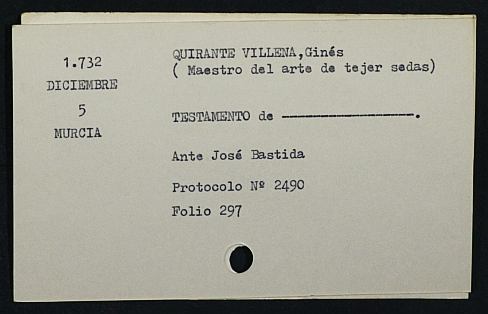 1.732
DICIEMBRE
5
MURCIA
QUIRANTE VILLENA,Ginés
( Maestro del arte de tejer sedas)
TESTAMENTO de ------------------.
Ante José Bastida
Protocolo Nº 2490
Folio 297